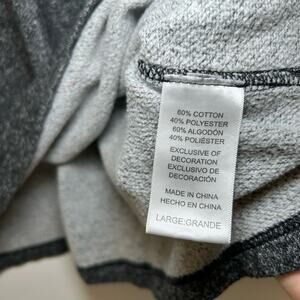 60% COTTON
40% POLYESTER
60% ALGODÓN
40% POLIÉSTER
EXCLUSIVE OF
DECORATION
EXCLUSIVO DE
DECORACIÓN
MADE IN CHINA
HECHO EN CHINA
LARGE:GRANDE